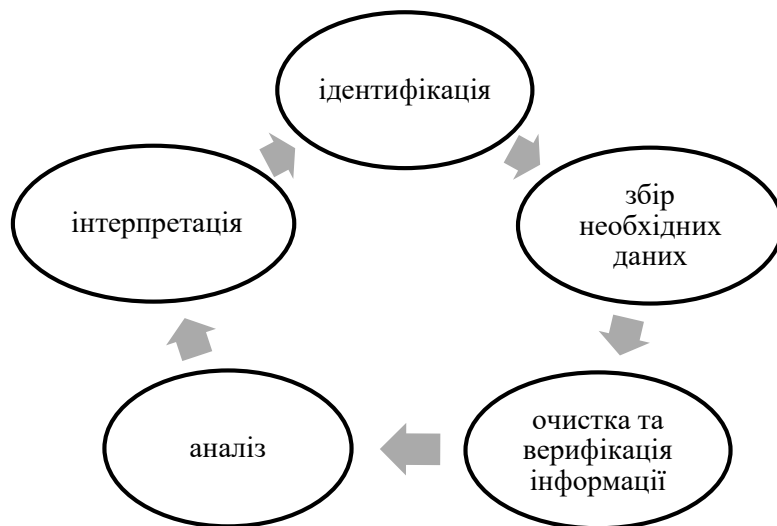 ідентифікація
збір
необхідних
даних
очистка та
верифікація
інформації
аналіз
інтерпретація